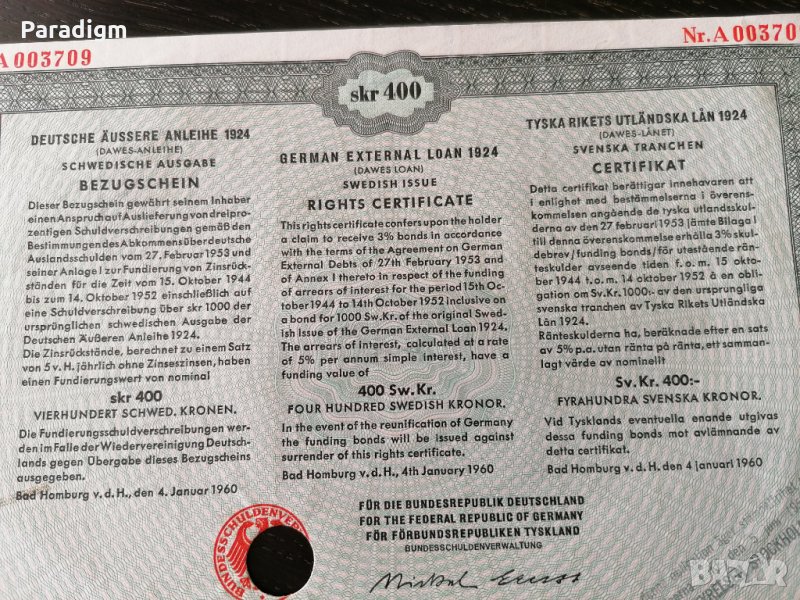 Paradigm
A 003709
Nr. A 00370
skr 400
DEUTSCHE ÄUSSERE ANLEIHE 1924
(DAWES-ANLEIHE)
SCHWEDISCHE AUSGABE
BEZUGSCHEIN
Dieser Bezugschein gewährt seinem Inhaber
einen Anspruch auf Auslieferung von dreipro-
zentigen Schuldverschreibungen gemäß den
Bestimmungen des Abkommens über deutsche
Auslandsschulden vom 27. Februar 1953 und
seiner Anlage I zur Fundierung von Zinsrück-
ständen für die Zeit vom 15. Oktober 1944
bis zum 14. Oktober 1952 einschließlich auf
eine Schuldverschreibung über skr 1000 der
ursprünglichen schwedischen Ausgabe der
Deutschen Äußeren Anleihe 1924.
Die Zinsrückstände, berechnet zu einem Satz
von 5 v. H. jährlich ohne Zinseszinsen, haben
einen Fundierungswert von nominal
skr 400
VIERHUNDERT SCHWED. KRONEN.
Die Fundierungsschuldverschreibungen wer-
den im Falle der Wiedervereinigung Deutsch-
lands gegen Übergabe dieses Bezugscheins
ausgegeben.
Bad Homburg v. d. H., den 4. Januar 1960
GERMAN EXTERNAL LOAN 1924
(DAWES LOAN)
SWEDISH ISSUE
RIGHTS CERTIFICATE
This rights certificate confers upon the holder
a claim to receive 3% bonds in accordance
with the terms of the Agreement on German
External Debts of 27th February 1953 and
of Annex I thereto in respect of the funding
of arrears of interest for the period 15th Oc-
tober 1944 to 14th October 1952 inclusive on
a bond for 1000 Sw.Kr. of the original Swed-
ish Issue of the German External Loan 1924.
The arrears of interest, calculated at a rate
of 5% per annum simple interest, have a
funding value of
400 Sw. Kr.
FOUR HUNDRED SWEDISH KRONOR.
In the event of the reunification of Germany
the funding bonds will be issued against
surrender of this rights certificate.
Bad Homburg v. d. H., 4th January 1960
TYSKA RIKETS UTLÄNDSKA LÅN 1924
(DAWES-LÅNET)
SVENSKA TRANCHEN
CERTIFIKAT
Detta certifikat berättigar innehavaren att
i enlighet med bestämmelserna i överens-
kommelsen angående de tyska utlandsskul-
derna av den 27 februari 1953 jämte Bilaga I
till denna överenskommelse erhålla 3% skul-
debrev /funding bonds/ för utestående rän-
teskulder avseende tiden f. o. m. 15 okto-
ber 1944 t. o. m. 14 oktober 1952 å en obli-
gation om Sv.Kr. 1000:- av den ursprungliga
svenska tranchen av Tyska Rikets Utländska
Lån 1924.
Ränteskulderna ha, beräknade efter en sats
av 5% p.a. utan ränta på ränta, ett samman-
lagt värde av nominellt
Sv. Kr. 400:-
FYRAHUNDRA SVENSKA KRONOR.
Vid Tysklands eventuella enande utgivas
dessa funding bonds mot avlämnande av
detta certifikat.
Bad Homburg v. d. H., den 4 januari 1960
FÜR DIE BUNDESREPUBLIK DEUTSCHLAND
FOR THE FEDERAL REPUBLIC OF GERMANY
FÖR FÖRBUNDSREPUBLIKEN TYSKLAND
BUNDESSCHULDENVERWALTUNG
BUNDESSCHULDENVER
BAZAR